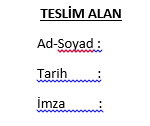 TESLİM ALAN
Ad-Soyad :
Tarih :
İmza :